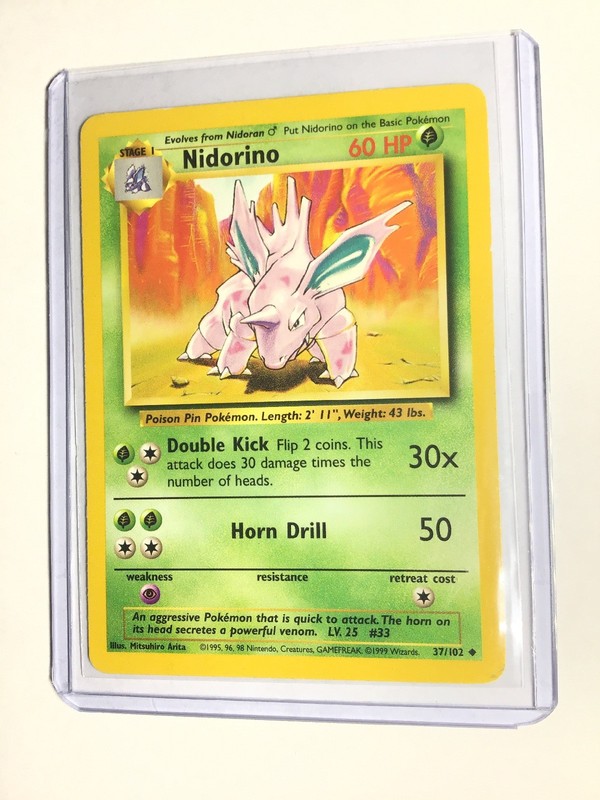 Evolves from Nidoran ♂ Put Nidorino on the Basic Pokémon
STAGE 1
Nidorino
60 HP
Poison Pin Pokémon. Length: 2' 11", Weight: 43 lbs.
Double Kick Flip 2 coins. This
attack does 30 damage times the
number of heads.
30x
Horn Drill
50
weakness
resistance
retreat cost
An aggressive Pokémon that is quick to attack. The horn on
its head secretes a powerful venom. LV. 25 #33
Illus. Mitsuhiro Arita ©1995, 96, 98 Nintendo, Creatures, GAMEFREAK. ©1999 Wizards. 37/102 ◆